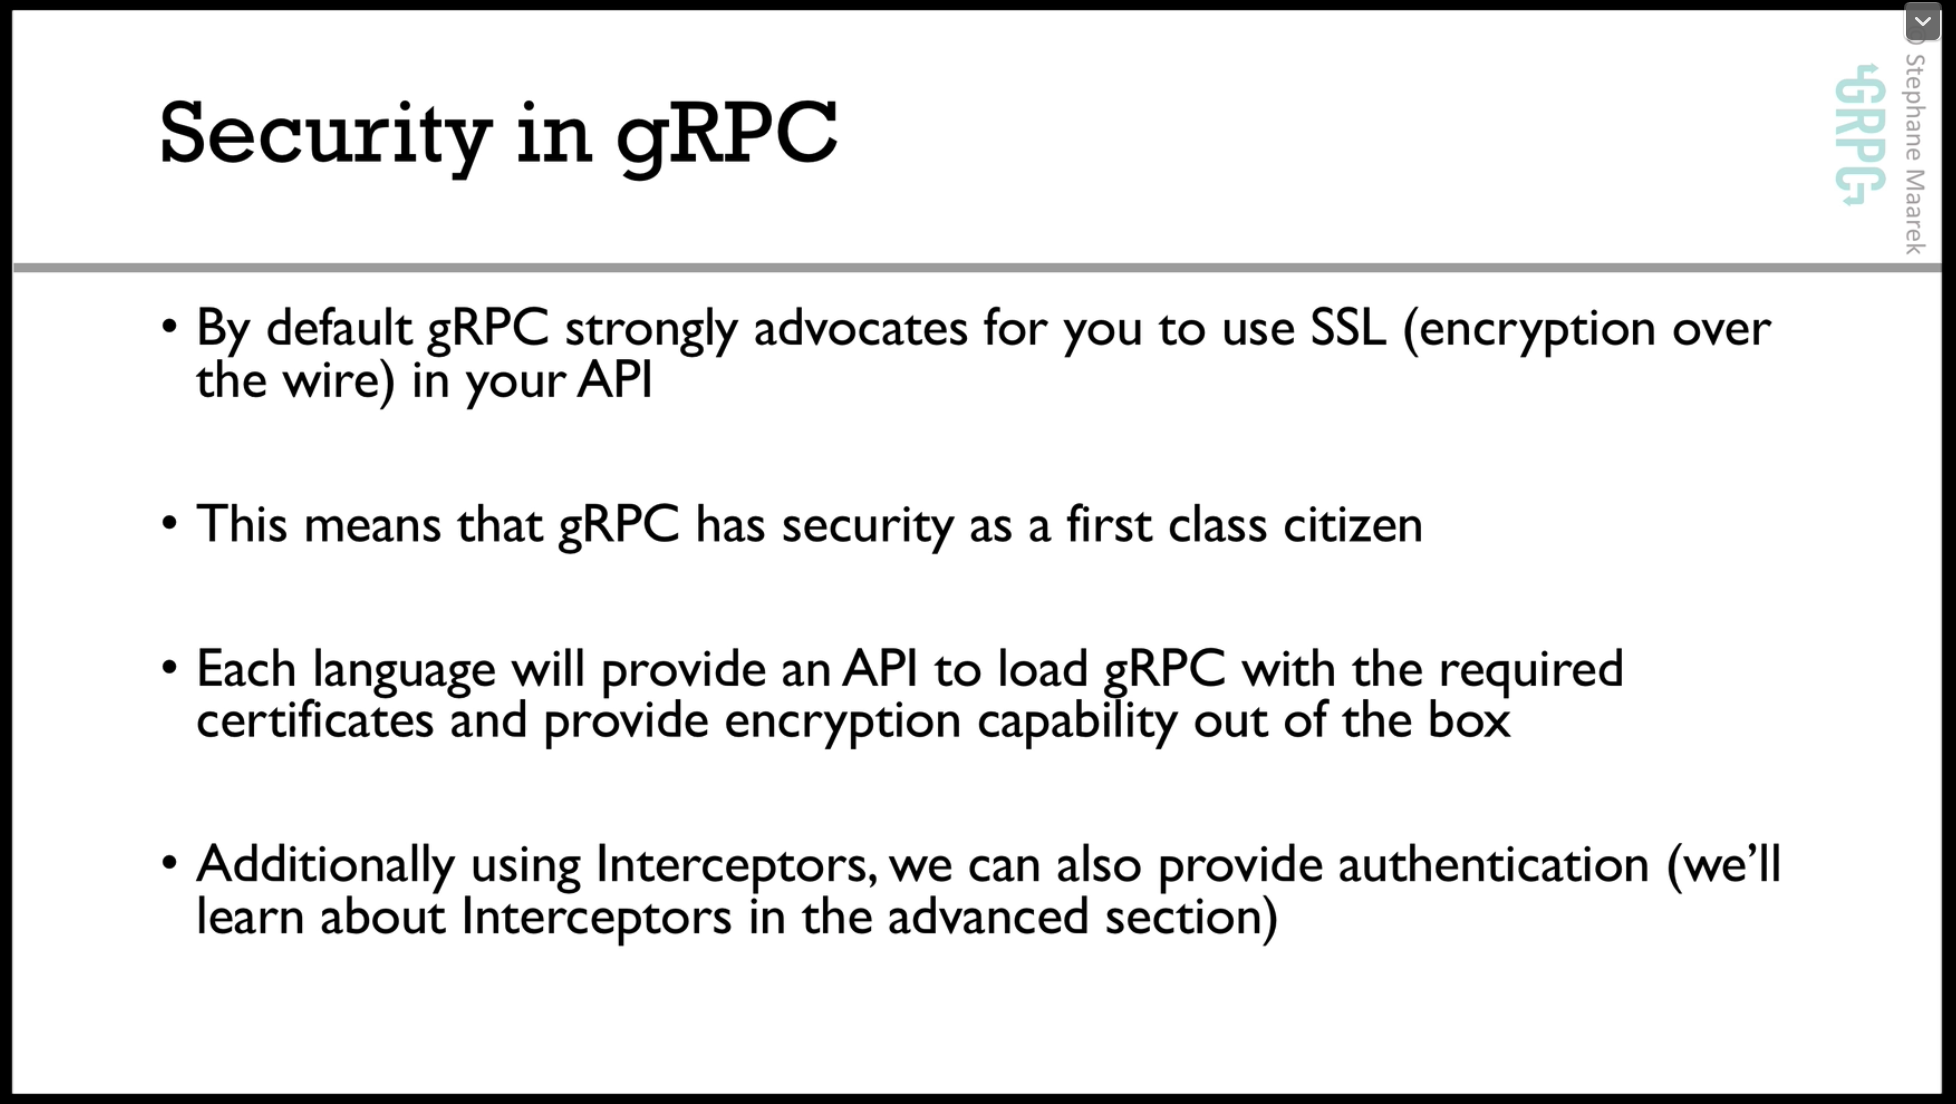 Security in gRPC
GRPC
Stephane Maarek
• By default gRPC strongly advocates for you to use SSL (encryption over
the wire) in your API
• This means that gRPC has security as a first class citizen
• Each language will provide an API to load gRPC with the required
certificates and provide encryption capability out of the box
• Additionally using Interceptors, we can also provide authentication (we’ll
learn about Interceptors in the advanced section)